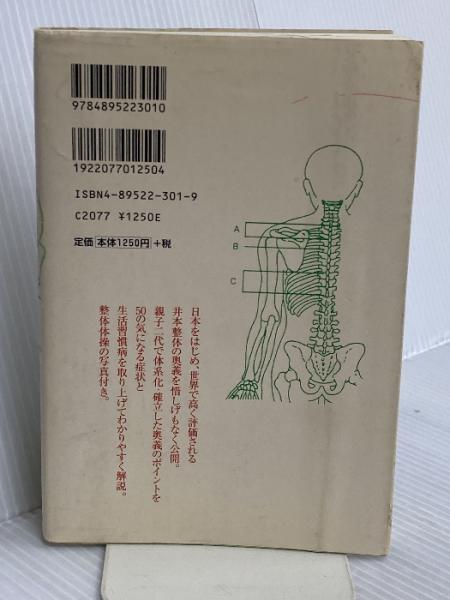 9784895223010
1922077012504
ISBN4-89522-301-9
C2077 ¥1250E
定価 本体1250円 +税
A
B
C
日本をはじめ、世界で高く評価される
井本整体の奥義を惜しげもなく公開。
親子二代で体系化・確立した奥義のポイントを
50の気になる症状と
生活習慣病を取り上げてわかりやすく解説。
整体体操の写真付き。